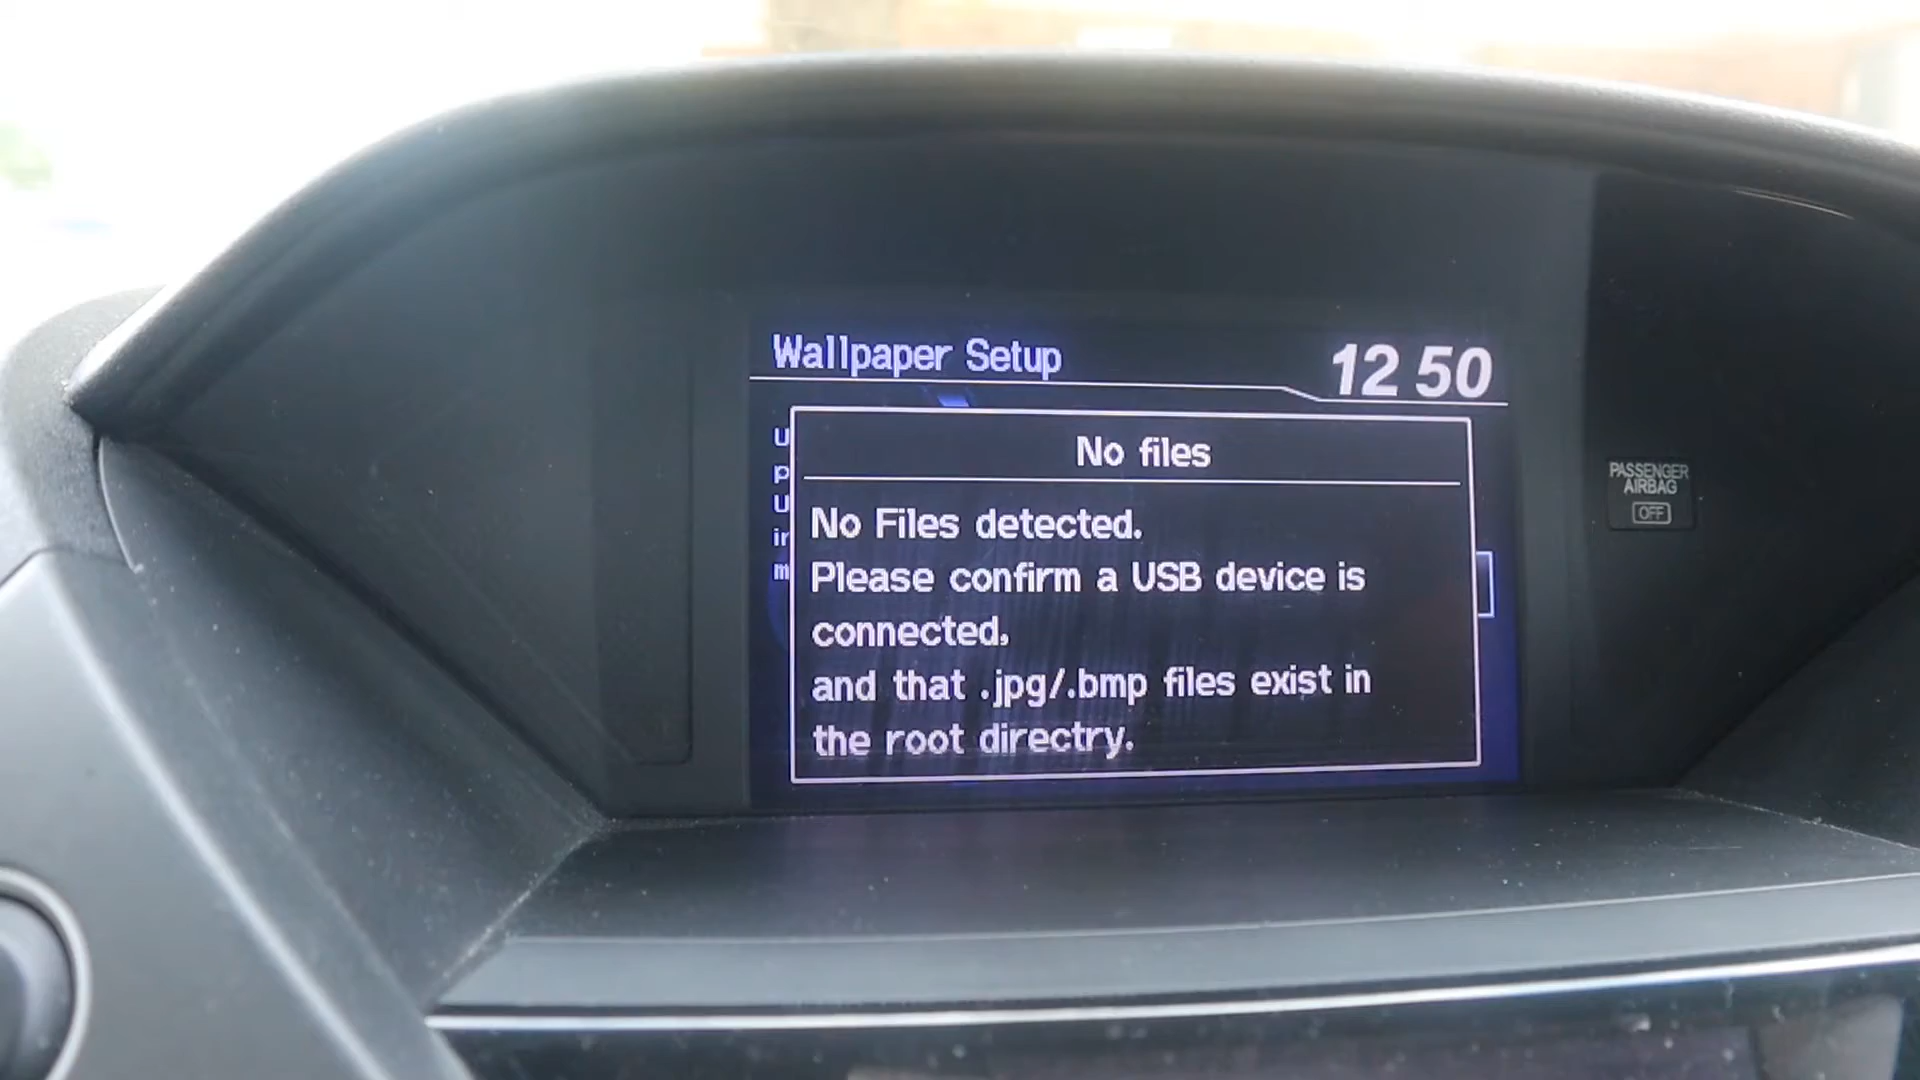 Wallpaper Setup
12 50
No files
No Files detected.
Please confirm a USB device is
connected,
and that .jpg/.bmp files exist in
the root directry.
PASSENGER
AIRBAG
OFF